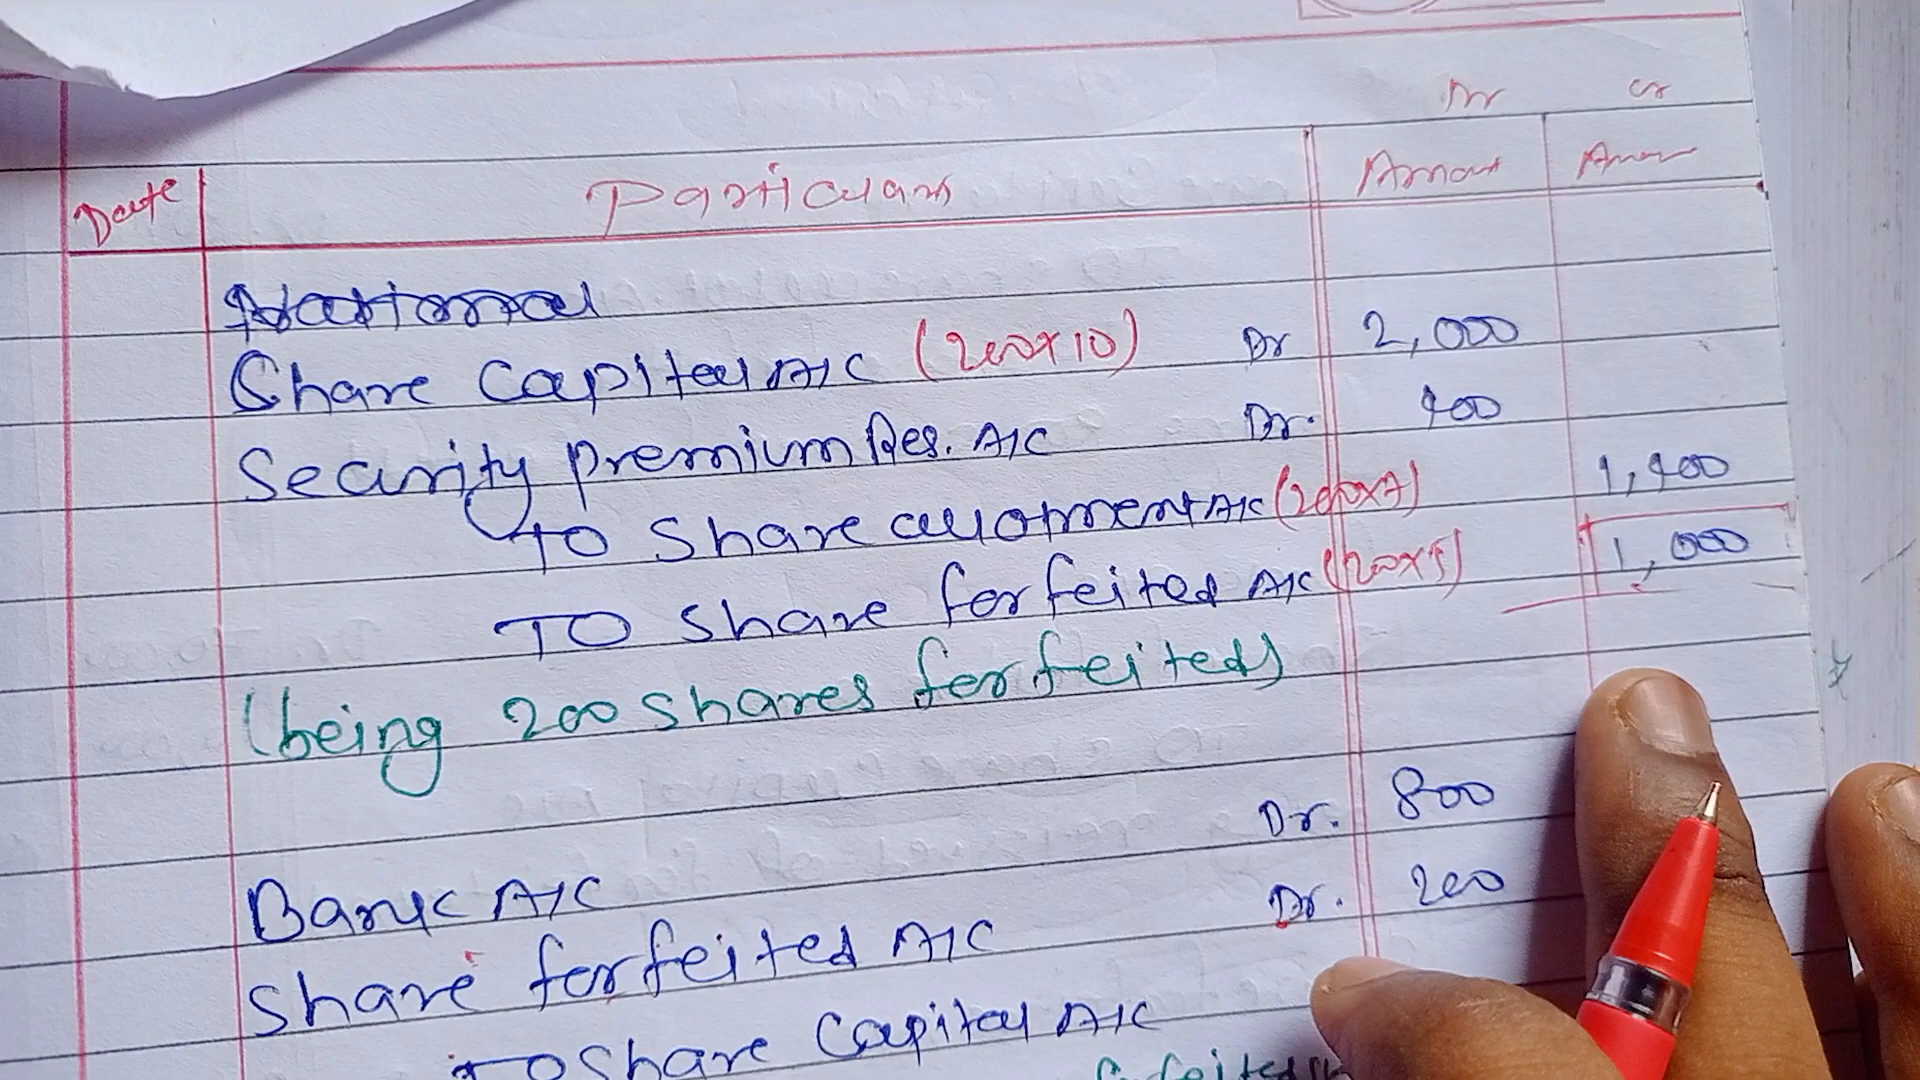 Dr Cr
Date Particulars Amount Amou
National
Share Capital A/C (200x10) Dr 2,000
Security premium Res. A/C Dr. 400
TO Share allotment A/C (200x7) 1,400
TO Share forfeited A/C (200x5) 1,000
(being 200 shares forfeited)
Bank A/C Dr. 800
Share forfeited A/C Dr. 200
TO Share Capital A/C